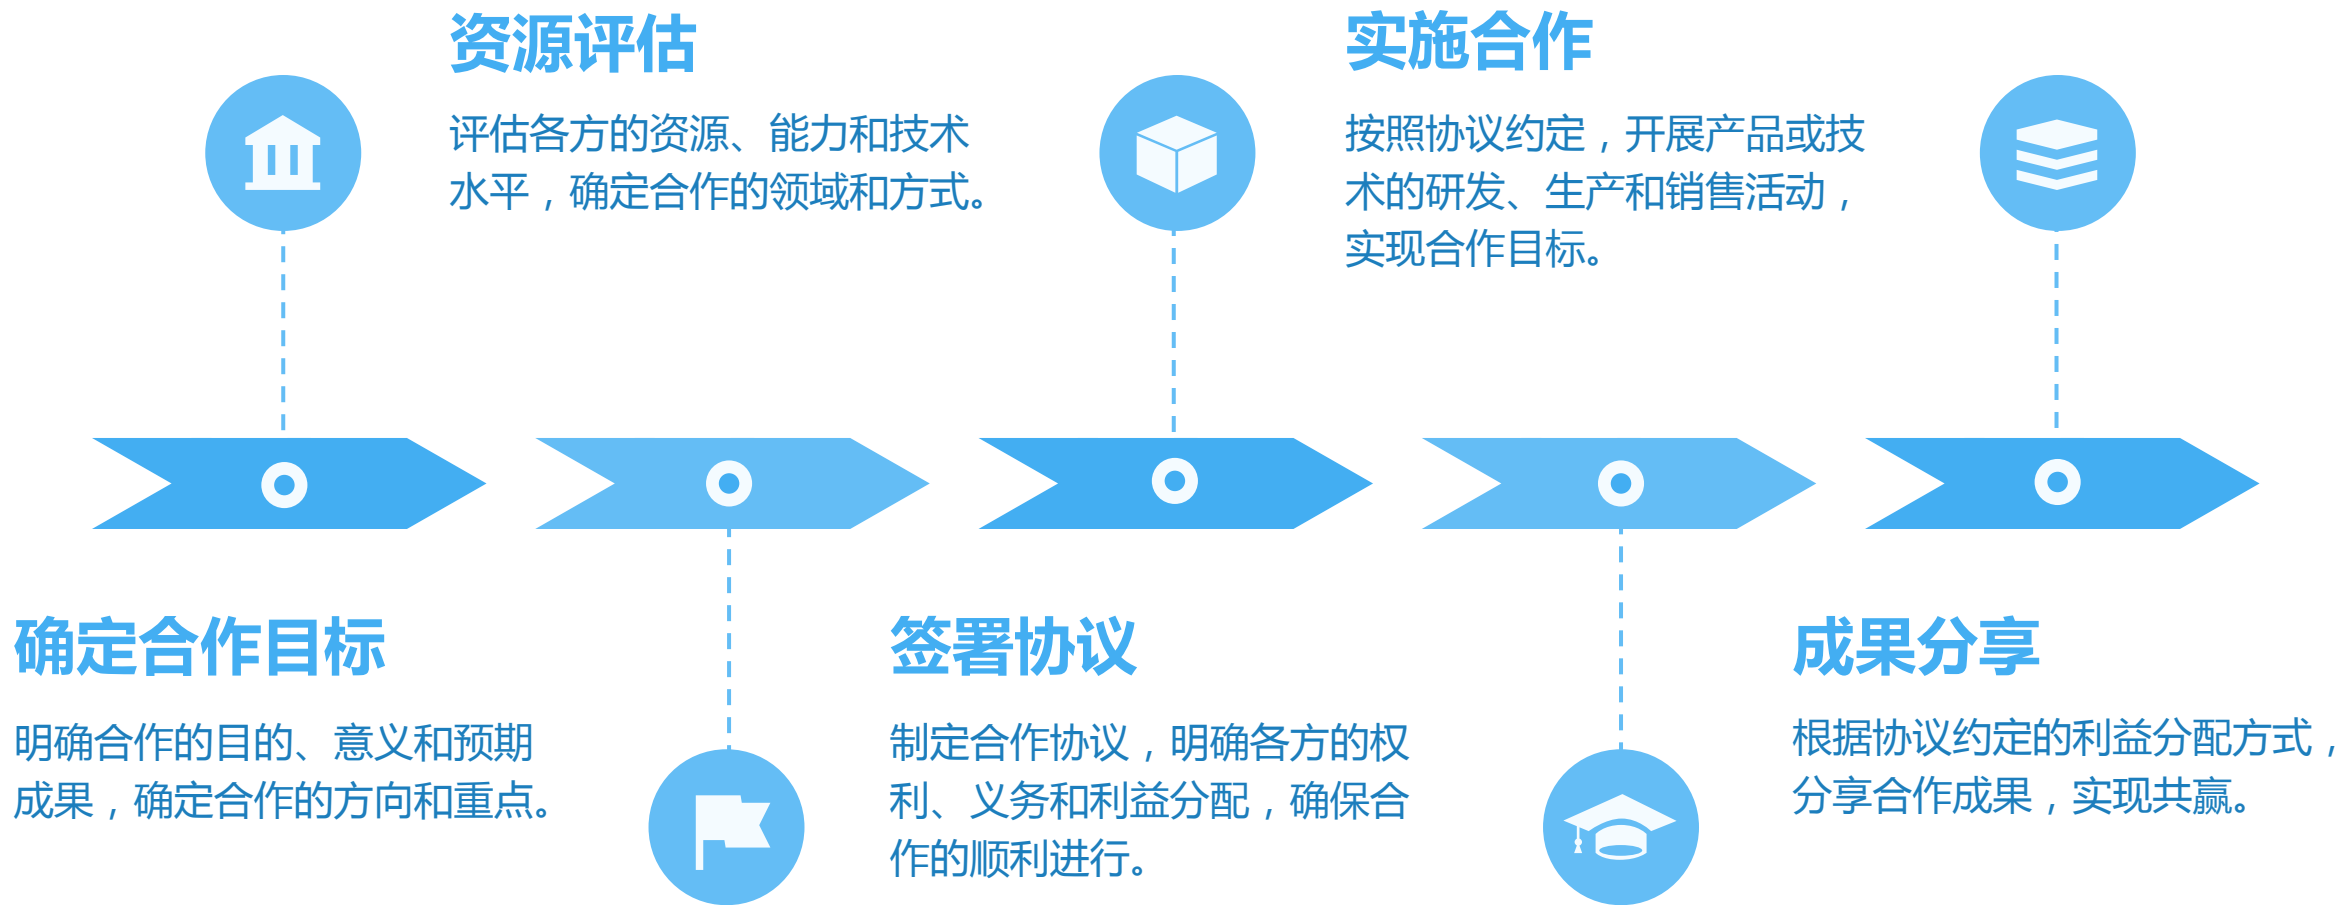 资源评估
评估各方的资源、能力和技术
水平，确定合作的领域和方式。
实施合作
按照协议约定，开展产品或技
术的研发、生产和销售活动，
实现合作目标。
确定合作目标
明确合作的目的、意义和预期
成果，确定合作的方向和重点。
签署协议
制定合作协议，明确各方的权
利、义务和利益分配，确保合
作的顺利进行。
成果分享
根据协议约定的利益分配方式，
分享合作成果，实现共赢。